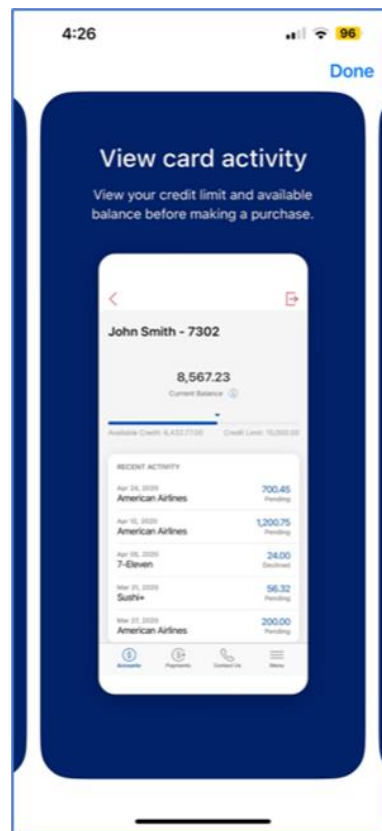 4:26
96
Done
View card activity
View your credit limit and available
balance before making a purchase.
John Smith - 7302
8,567.23
Current Balance
Available Credit: 6,432.77.00 Credit Limit: 10,000.00
RECENT ACTIVITY
Apr 24, 2020
700.45
American Airlines
Pending
Apr 12, 2020
1,200.75
American Airlines
Pending
Apr 05, 2020
24.00
7-Eleven
Declined
Mar 31, 2020
56.32
Sushi+
Pending
Mar 27, 2020
200.00
American Airlines
Pending
Accounts Payments Contact Us Menu